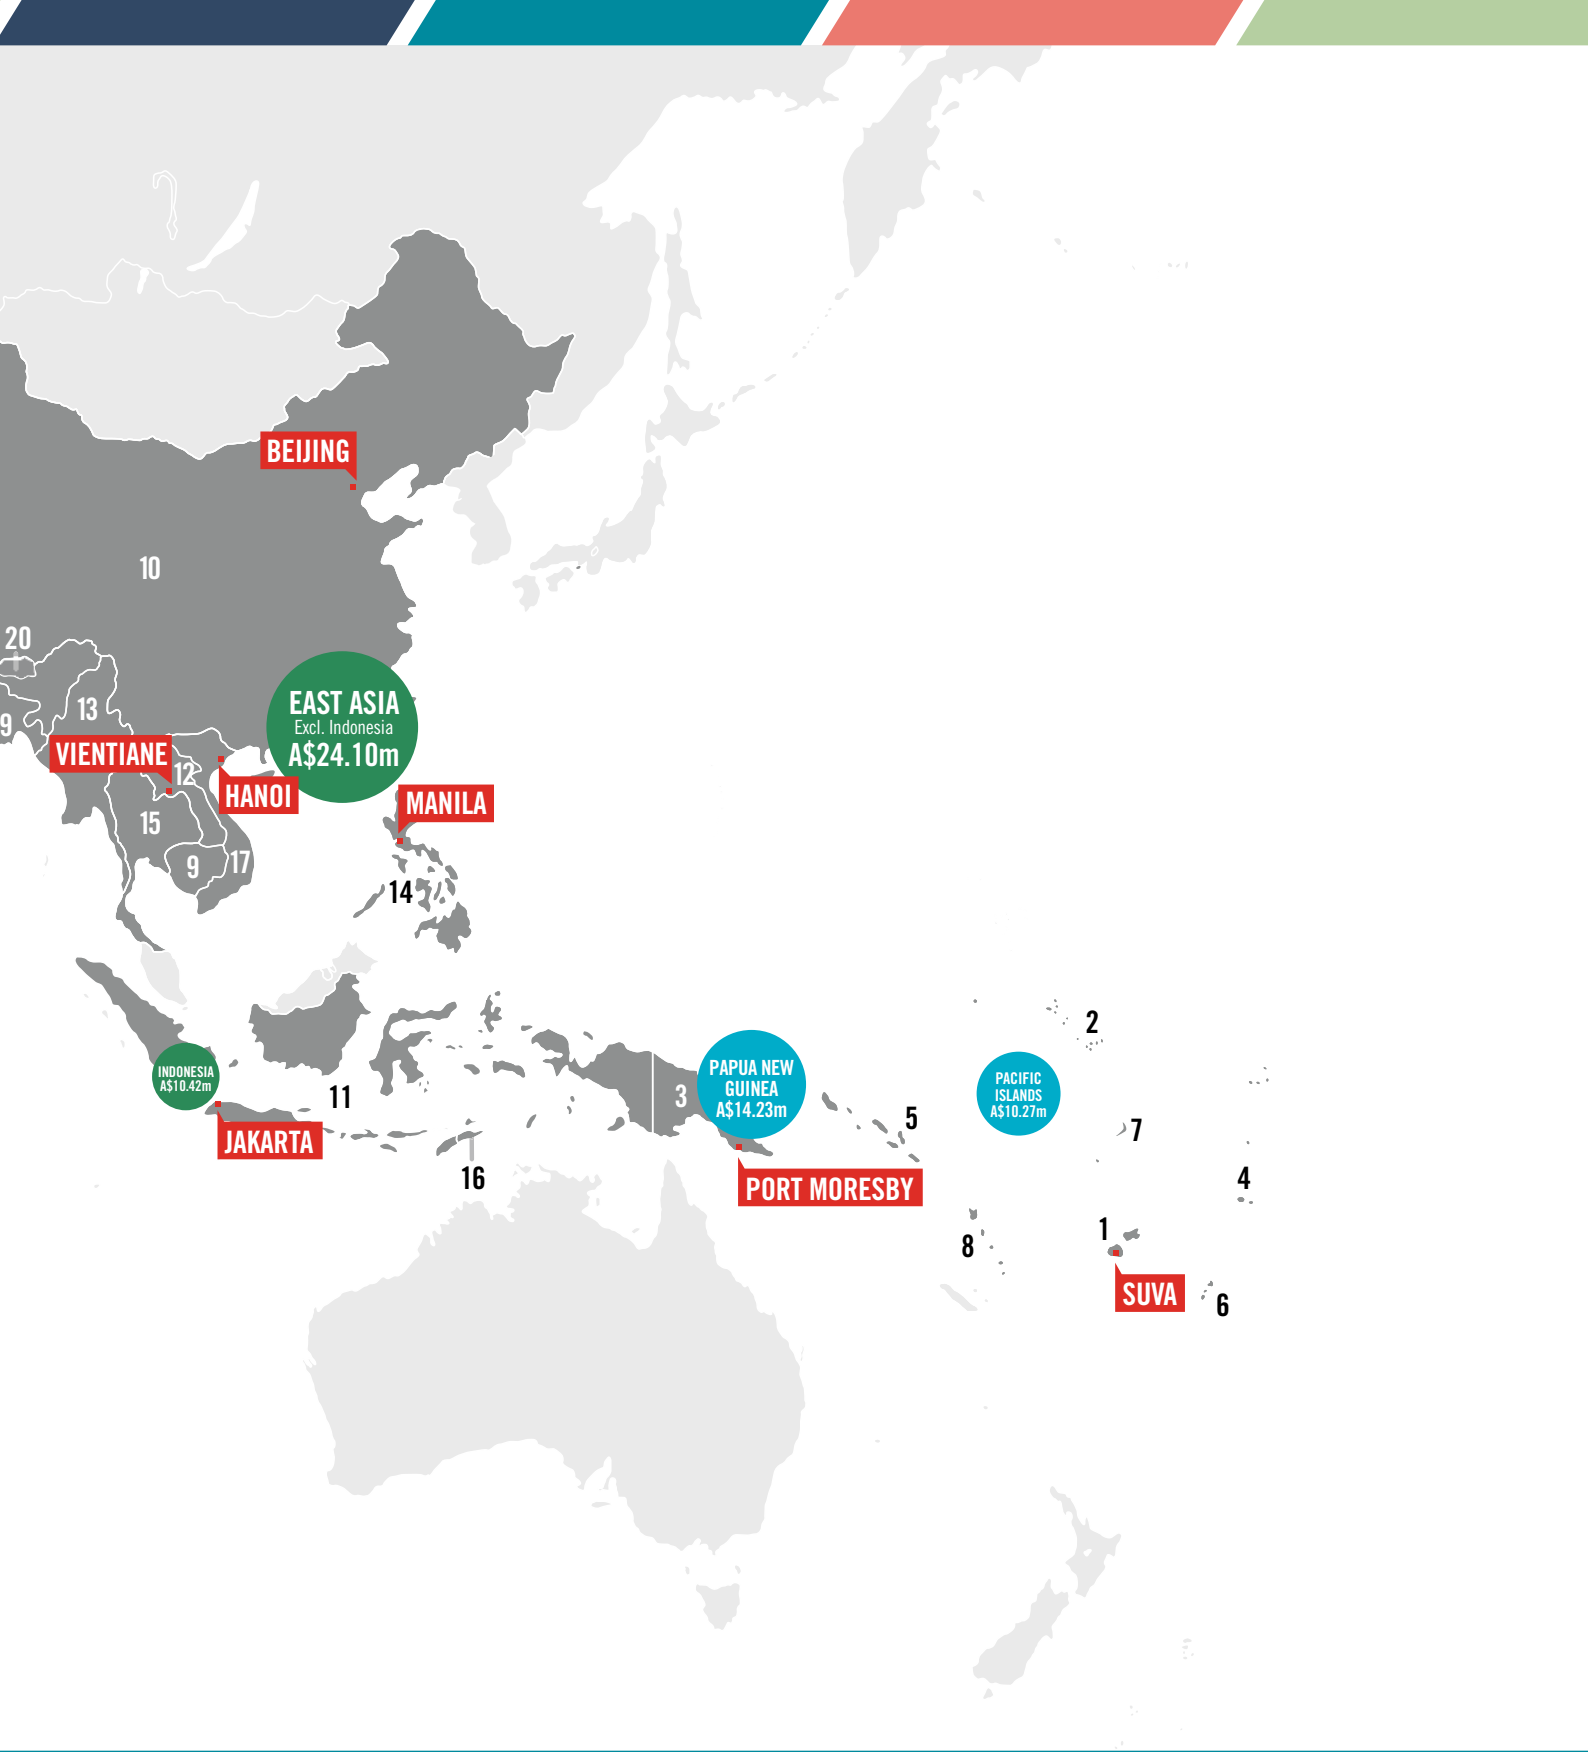 BEIJING
10
20
13
9
EAST ASIA
Excl. Indonesia
A$24.10m
VIENTIANE
12
HANOI
MANILA
15
9
17
14
2
INDONESIA
A$10.42m
PAPUA NEW
GUINEA
A$14.23m
PACIFIC
ISLANDS
A$10.27m
11
3
5
7
JAKARTA
16
PORT MORESBY
4
1
8
SUVA
6